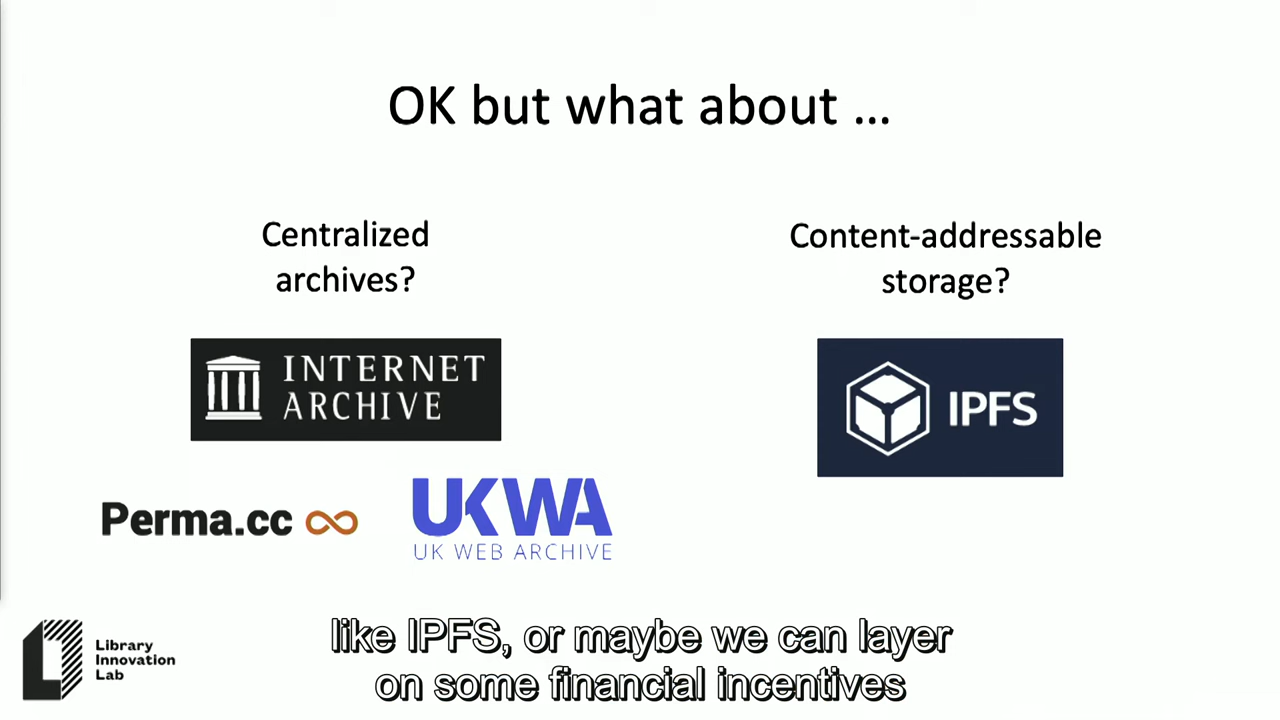 OK but what about ...
Centralized
archives?
INTERNET
ARCHIVE
Perma.cc
UKWA
UK WEB ARCHIVE
Content-addressable
storage?
IPFS
Library
Innovation
Lab
like IPFS, or maybe we can layer
on some financial incentives